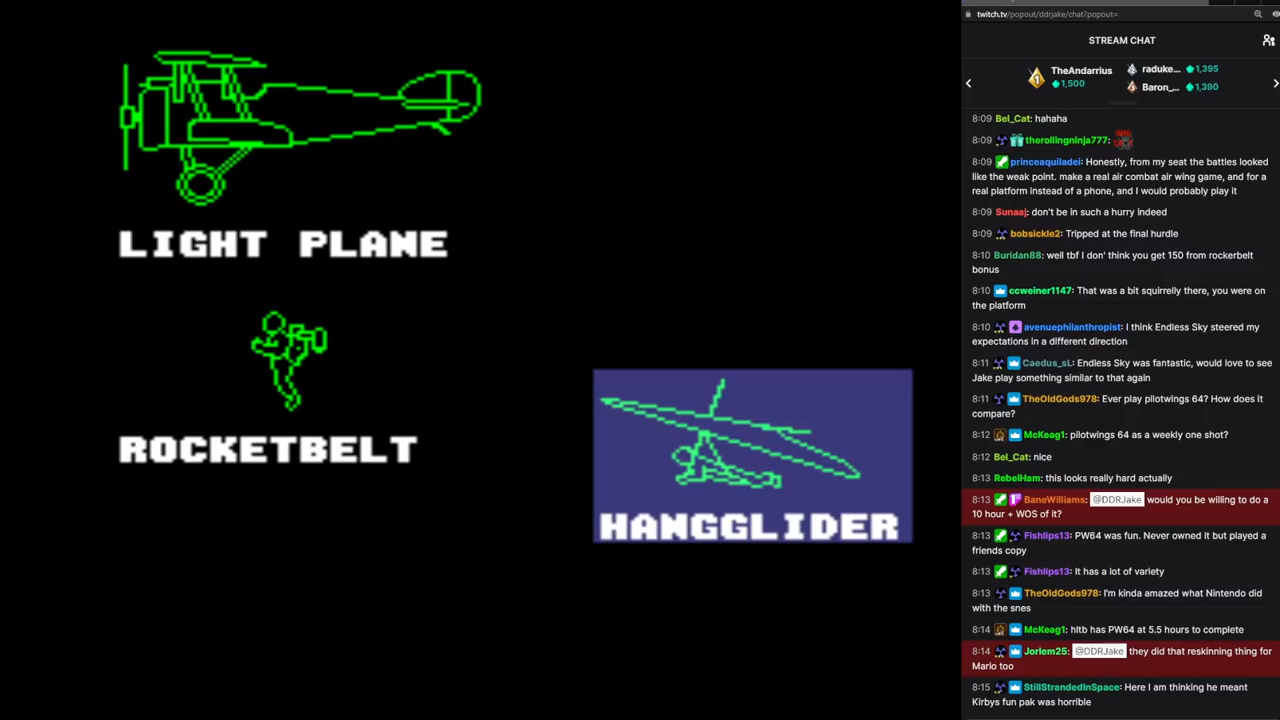 LIGHT PLANE
ROCKETBELT
HANGGLIDER
twitch.tv/popout/ddrjake/chat?popout=
STREAM CHAT
1 TheAndarrius
1,500
raduke... 1,395
Baron_... 1,390
8:09 Bel_Cat: hahaha
8:09 therollingninja777:
8:09 princeaquiladei: Honestly, from my seat the battles looked
like the weak point. make a real air combat air wing game, and for a
real platform instead of a phone, and I would probably play it
8:09 Sunaaj: don't be in such a hurry indeed
8:09 bobsickle2: Tripped at the final hurdle
8:10 Buridan88: well tbf I don' think you get 150 from rockerbelt
bonus
8:10 ccweiner1147: That was a bit squirrelly there, you were on
the platform
8:10 avenuephilanthropist: I think Endless Sky steered my
expectations in a different direction
8:11 Caedus_sL: Endless Sky was fantastic, would love to see
Jake play something similar to that again
8:11 TheOldGods978: Ever play pilotwings 64? How does it
compare?
8:12 McKeag1: pilotwings 64 as a weekly one shot?
8:12 Bel_Cat: nice
8:13 RebelHam: this looks really hard actually
8:13 BaneWilliams: @DDRJake would you be willing to do a
10 hour + WOS of it?
8:13 Fishlips13: PW64 was fun. Never owned it but played a
friends copy
8:13 Fishlips13: It has a lot of variety
8:13 TheOldGods978: I'm kinda amazed what Nintendo did
with the snes
8:14 McKeag1: hltb has PW64 at 5.5 hours to complete
8:14 Jorlem25: @DDRJake they did that reskinning thing for
Mario too
8:15 StillStrandedInSpace: Here I am thinking he meant
Kirbys fun pak was horrible